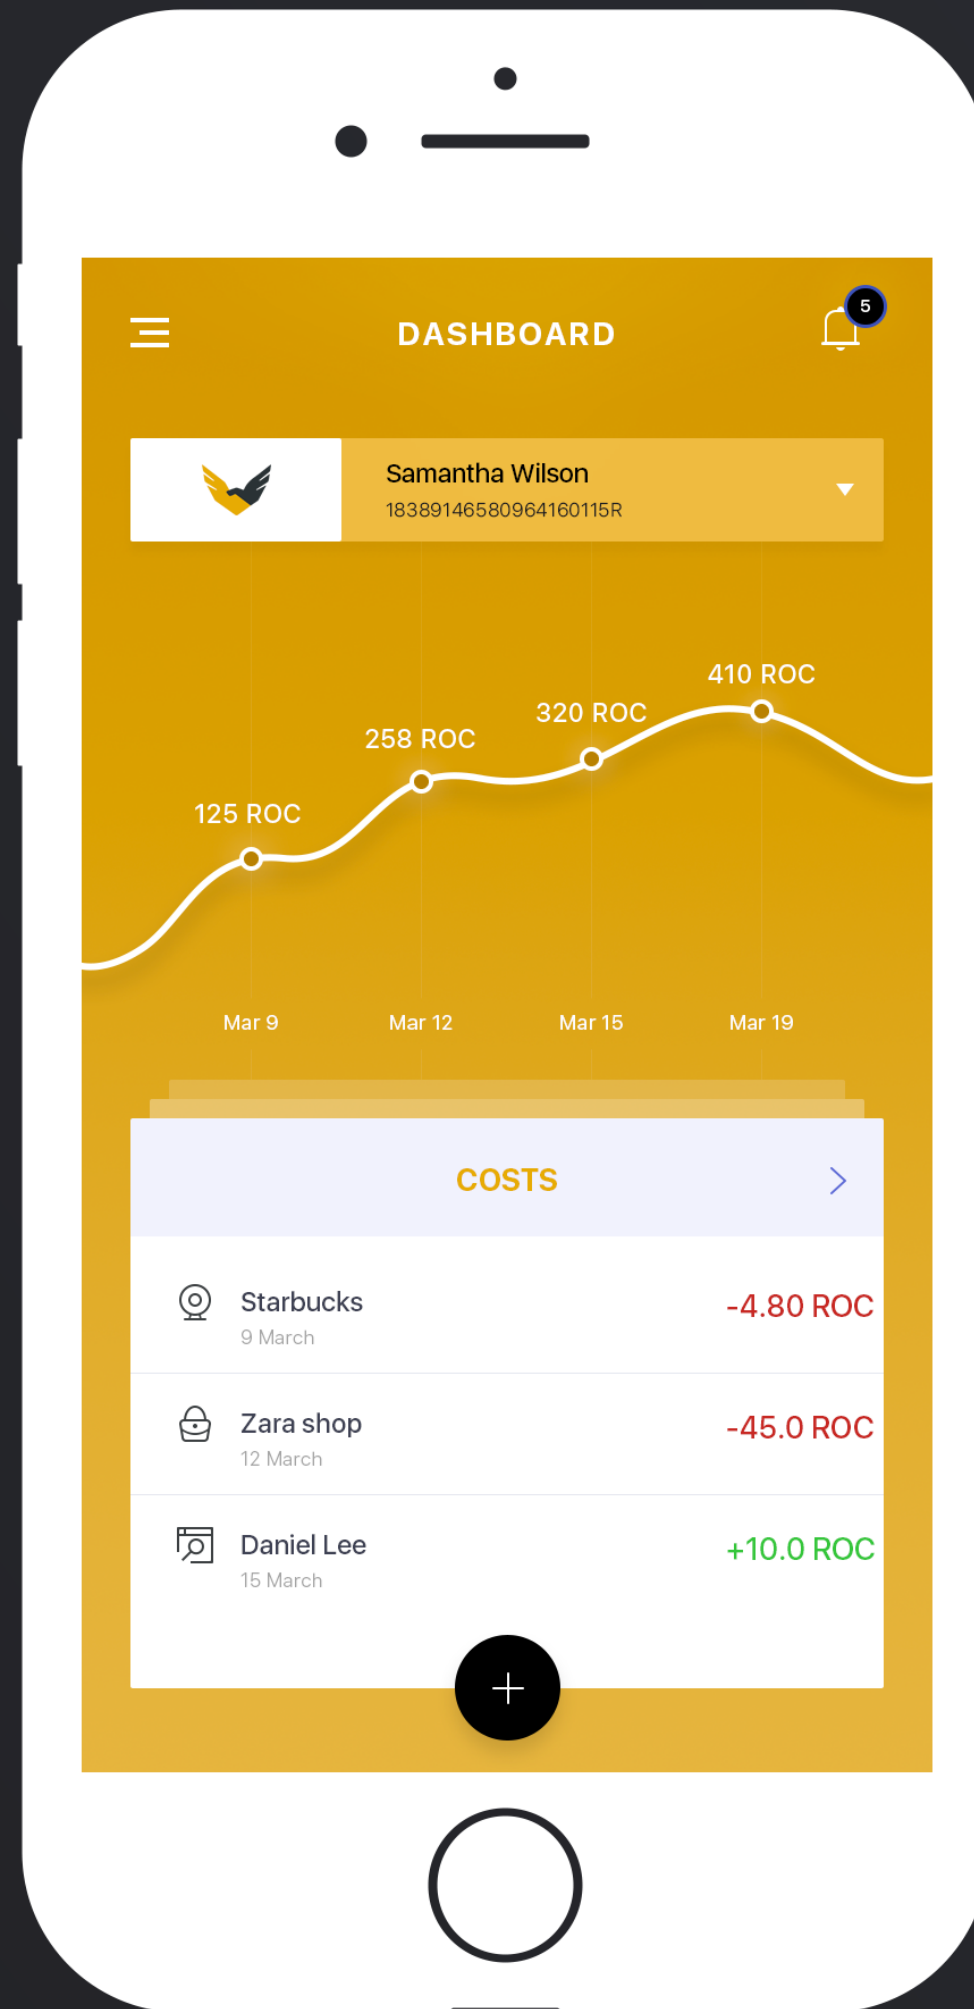 5
DASHBOARD
Samantha Wilson
18389146580964160115R
410 ROC
320 ROC
258 ROC
125 ROC
Mar 9 Mar 12 Mar 15 Mar 19
COSTS
Starbucks -4.80 ROC
9 March
Zara shop -45.0 ROC
12 March
Daniel Lee +10.0 ROC
15 March